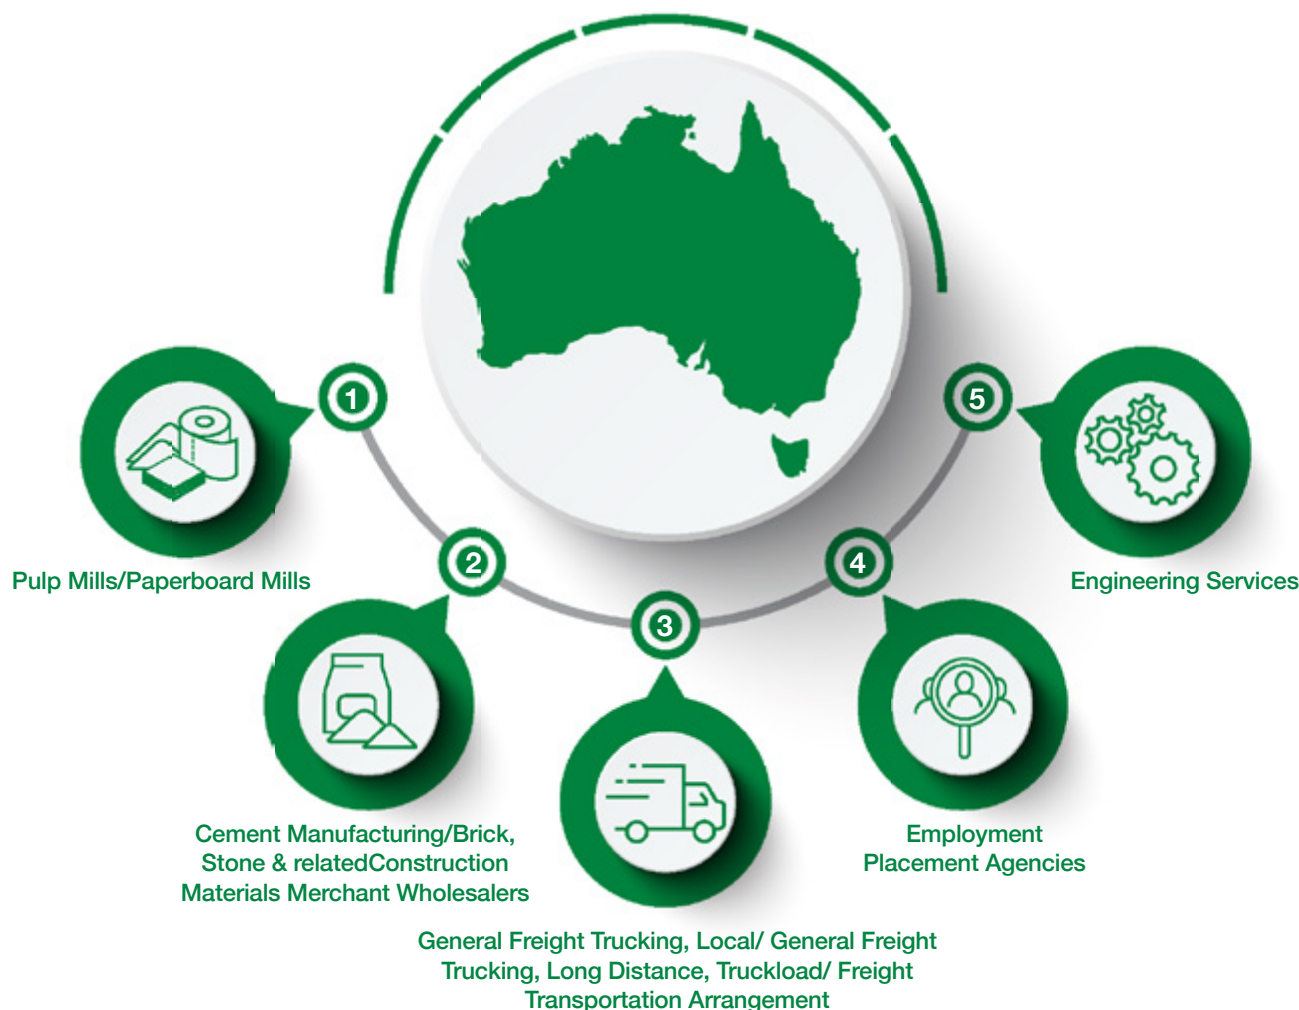 1
Pulp Mills/Paperboard Mills
2
Cement Manufacturing/Brick,
Stone & relatedConstruction
Materials Merchant Wholesalers
3
General Freight Trucking, Local/ General Freight
Trucking, Long Distance, Truckload/ Freight
Transportation Arrangement
4
Employment
Placement Agencies
5
Engineering Services